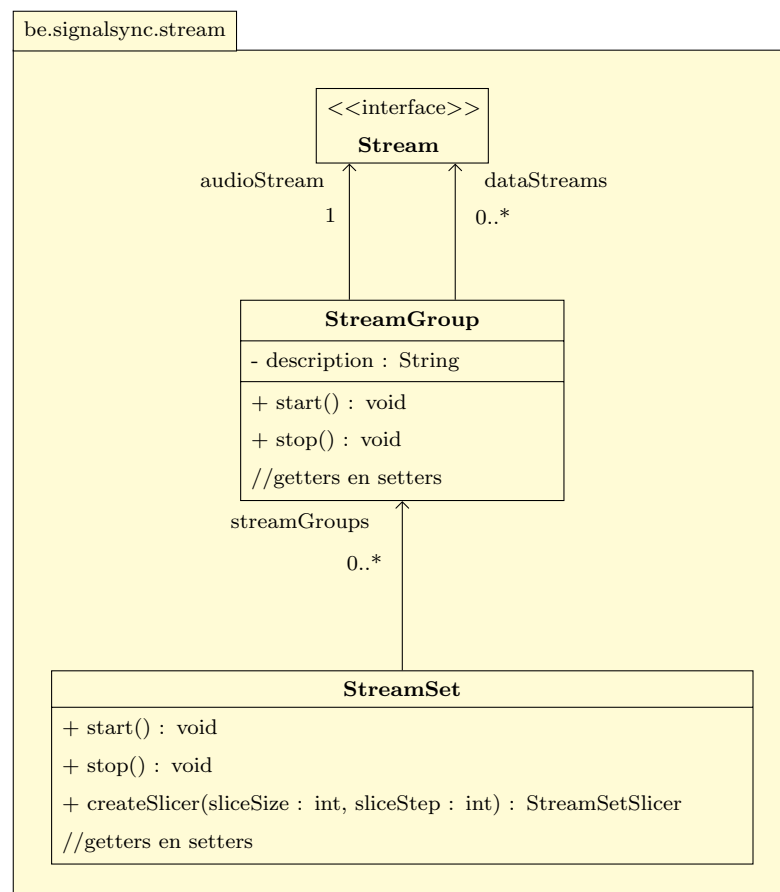 be.signalsync.stream
<<interface>>
Stream
audioStream
dataStreams
1
0..*
StreamGroup
- description : String
+ start() : void
+ stop() : void
//getters en setters
streamGroups
0..*
StreamSet
+ start() : void
+ stop() : void
+ createSlicer(sliceSize : int, sliceStep : int) : StreamSetSlicer
//getters en setters